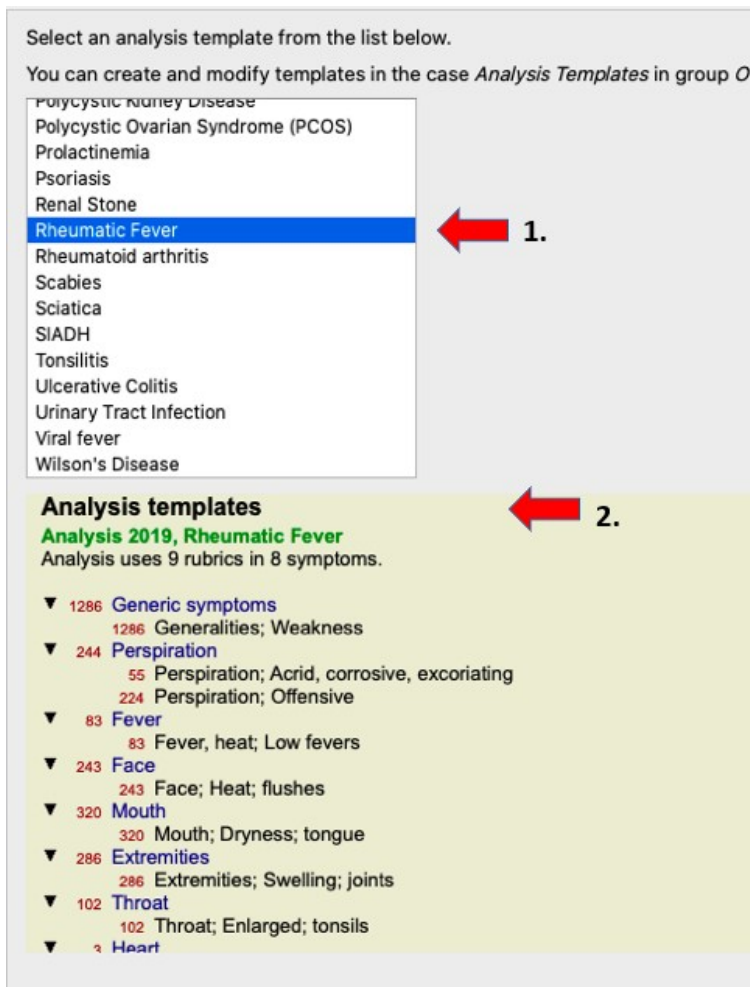 Select an analysis template from the list below.
You can create and modify templates in the case Analysis Templates in group O
Polycystic Kidney Disease
Polycystic Ovarian Syndrome (PCOS)
Prolactinemia
Psoriasis
Renal Stone
Rheumatic Fever
1.
Rheumatoid arthritis
Scabies
Sciatica
SIADH
Tonsilitis
Ulcerative Colitis
Urinary Tract Infection
Viral fever
Wilson's Disease
Analysis templates
2.
Analysis 2019, Rheumatic Fever
Analysis uses 9 rubrics in 8 symptoms.
▼ 1286 Generic symptoms
1286 Generalities; Weakness
▼ 244 Perspiration
55 Perspiration; Acrid, corrosive, excoriating
224 Perspiration; Offensive
▼ 83 Fever
83 Fever, heat; Low fevers
▼ 243 Face
243 Face; Heat; flushes
▼ 320 Mouth
320 Mouth; Dryness; tongue
▼ 286 Extremities
286 Extremities; Swelling; joints
▼ 102 Throat
102 Throat; Enlarged; tonsils
▼ 3 Heart